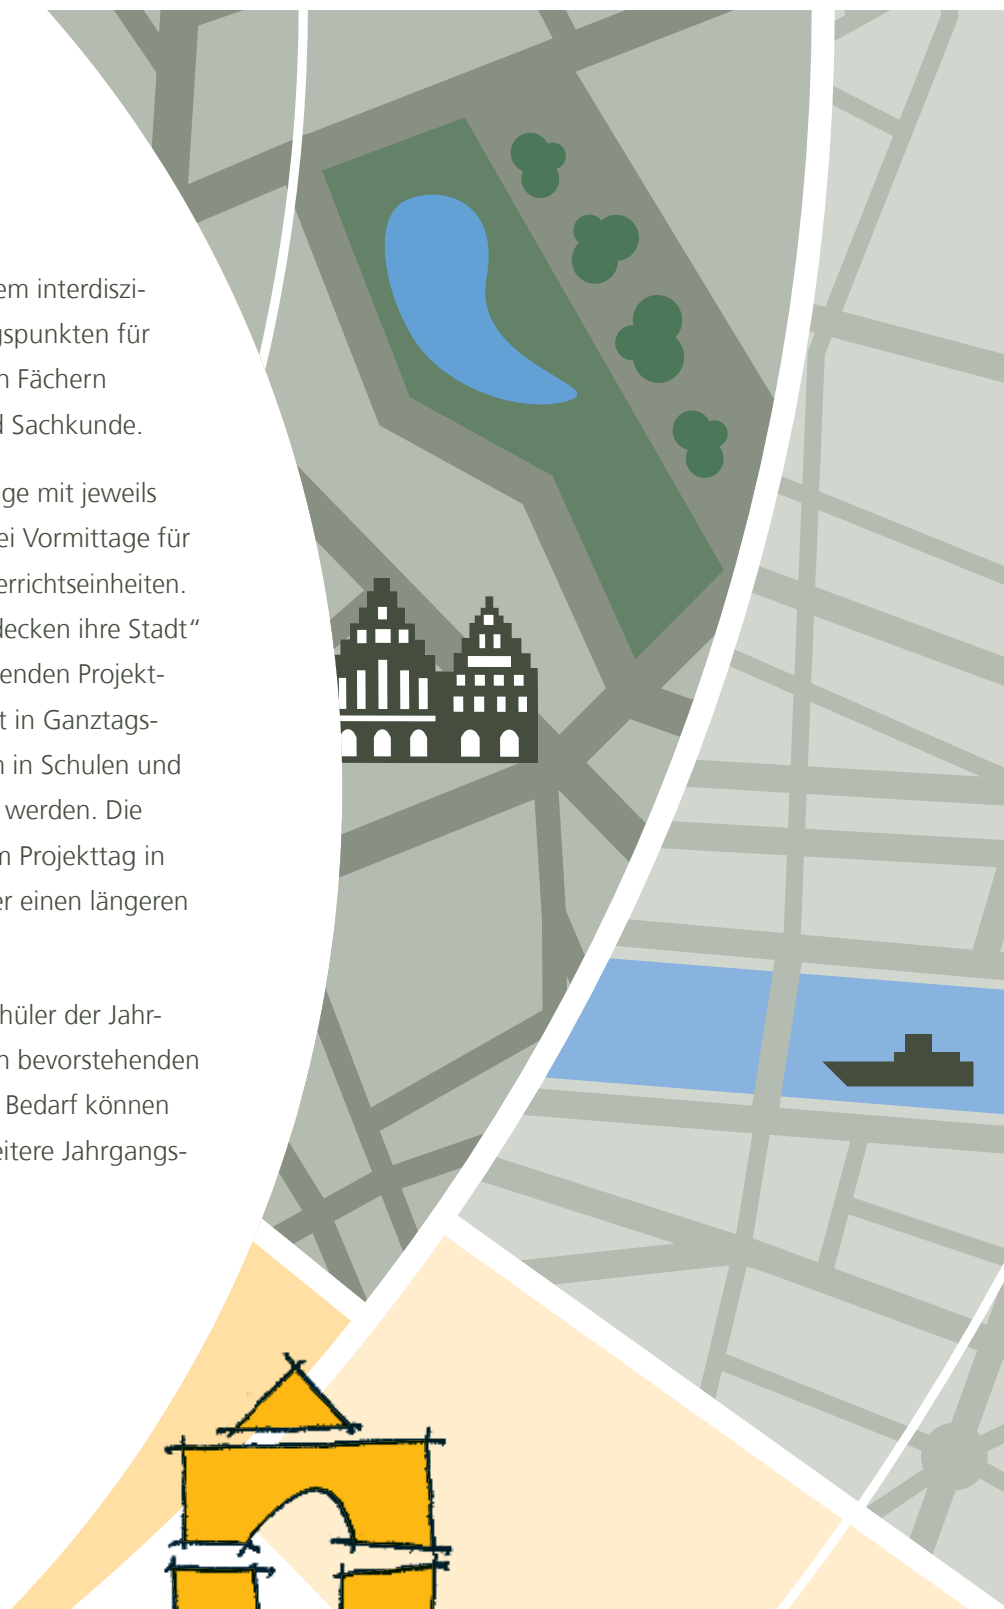 em interdiszi-
gspunkten für
n Fächern
d Sachkunde.
ge mit jeweils
ei Vormittage für
errichtseinheiten.
decken ihre Stadt“
enden Projekt-
t in Ganztags-
n in Schulen und
werden. Die
m Projekttag in
er einen längeren
hüler der Jahr-
n bevorstehenden
Bedarf können
eitere Jahrgangs-